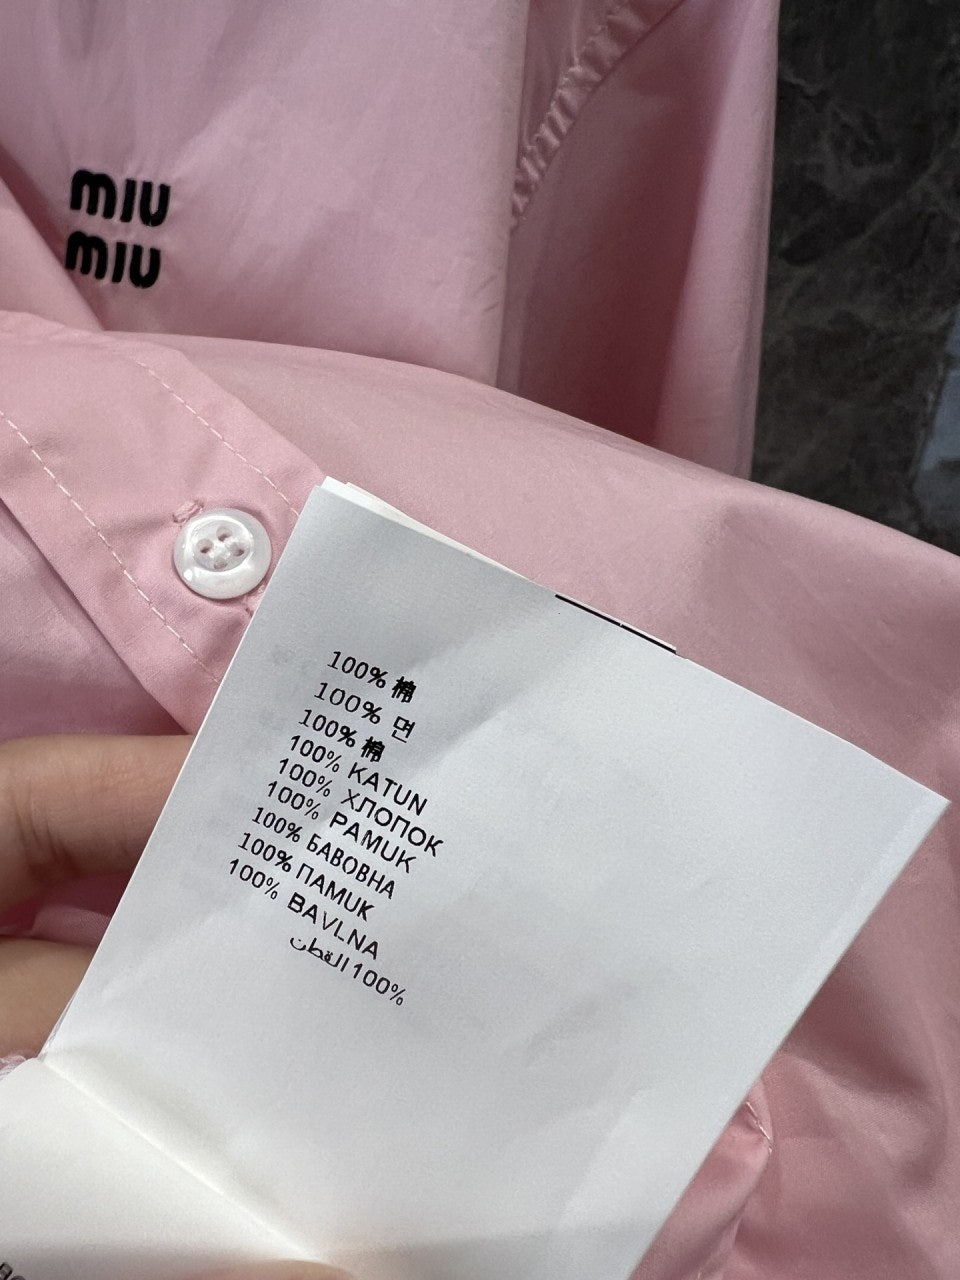 miu
miu
100% 棉
100% 면
100% 棉
100% KATUN
100% ХЛОПОК
100% PAMUK
100% БАВОВНА
100% ПАМУК
100% BAVLNA
100% القطن